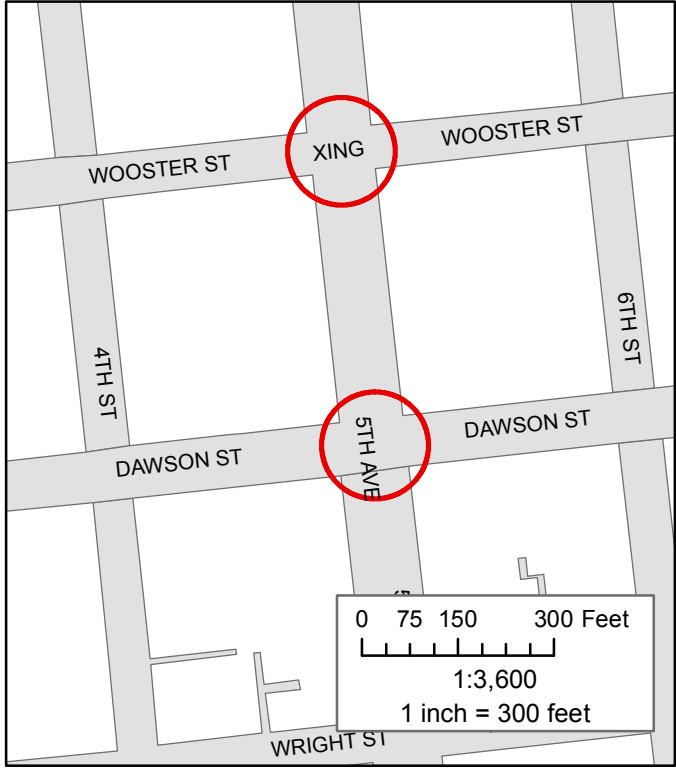 WOOSTER ST
XING
WOOSTER ST
6TH ST
4TH ST
5TH AVE
DAWSON ST
DAWSON ST
0 75 150 300 Feet
1:3,600
1 inch = 300 feet
WRIGHT ST